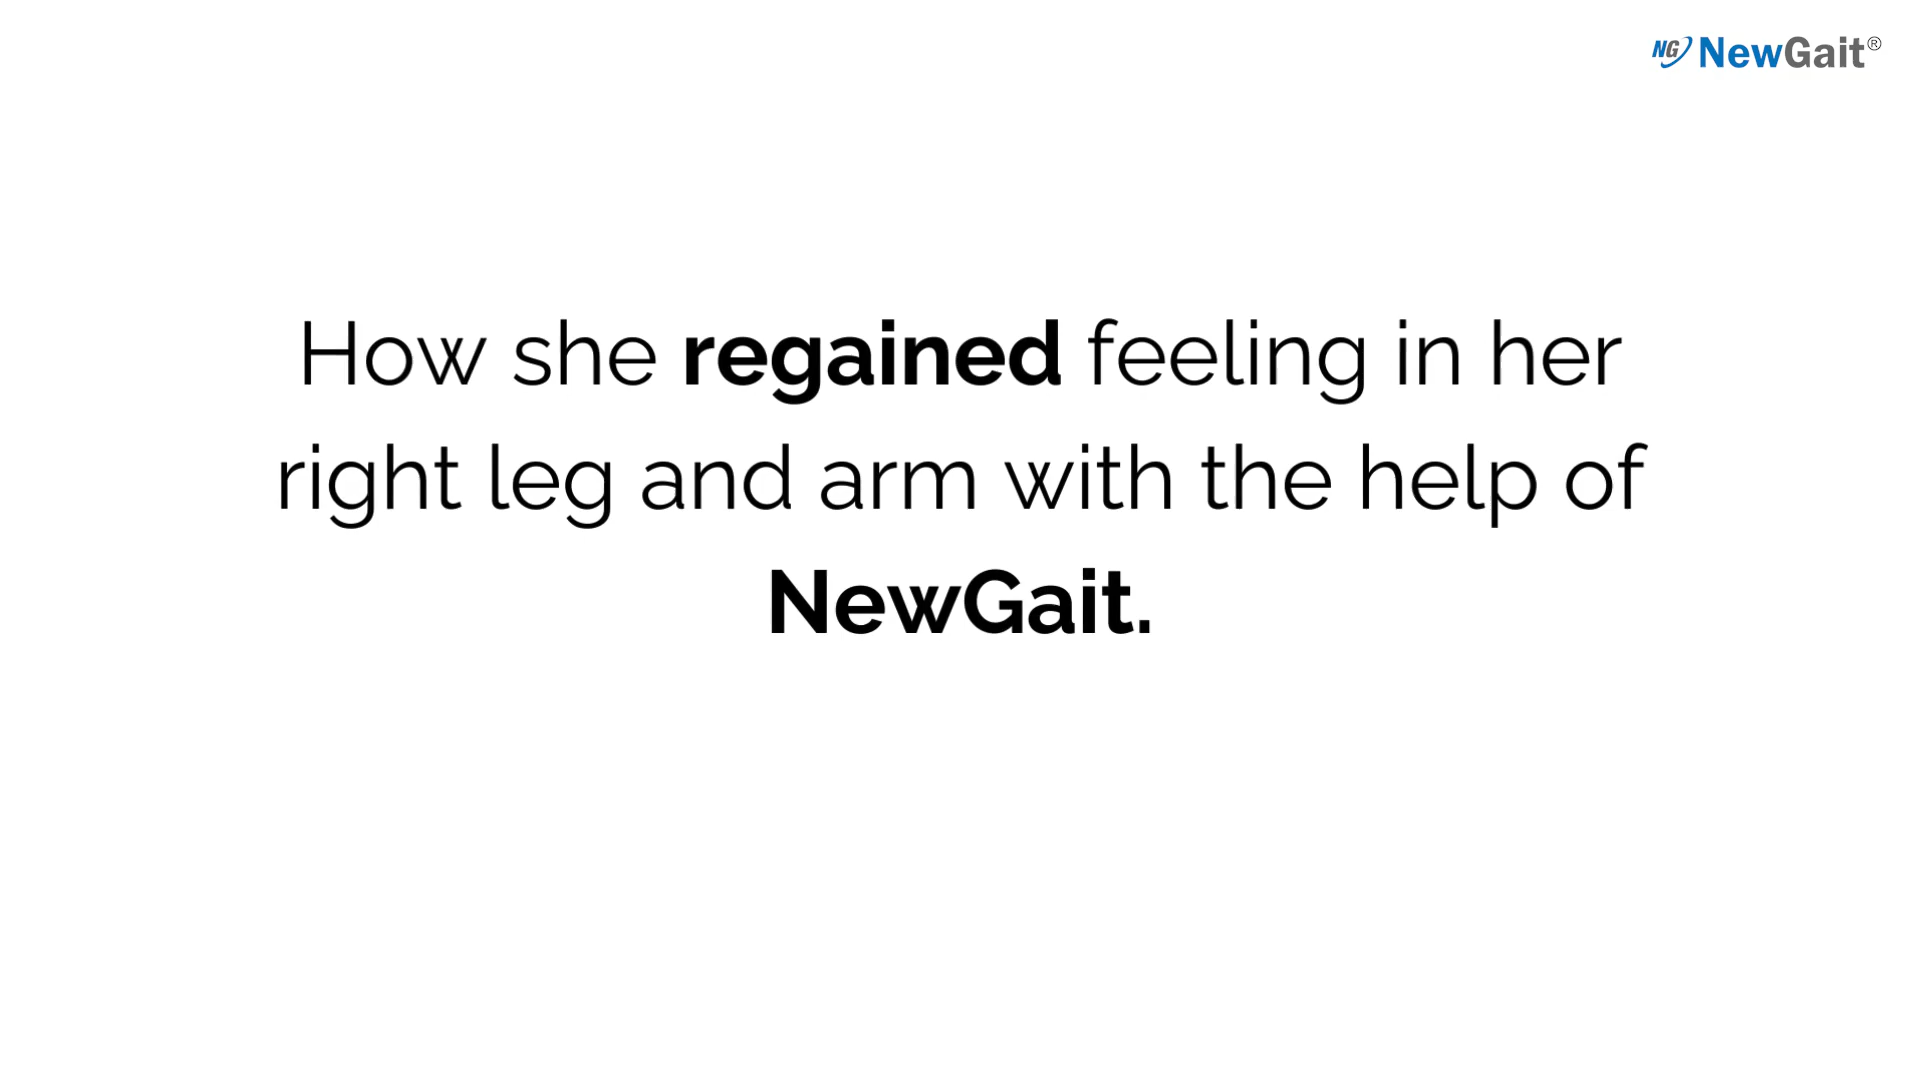 NG NewGait®
How she regained feeling in her
right leg and arm with the help of
NewGait.